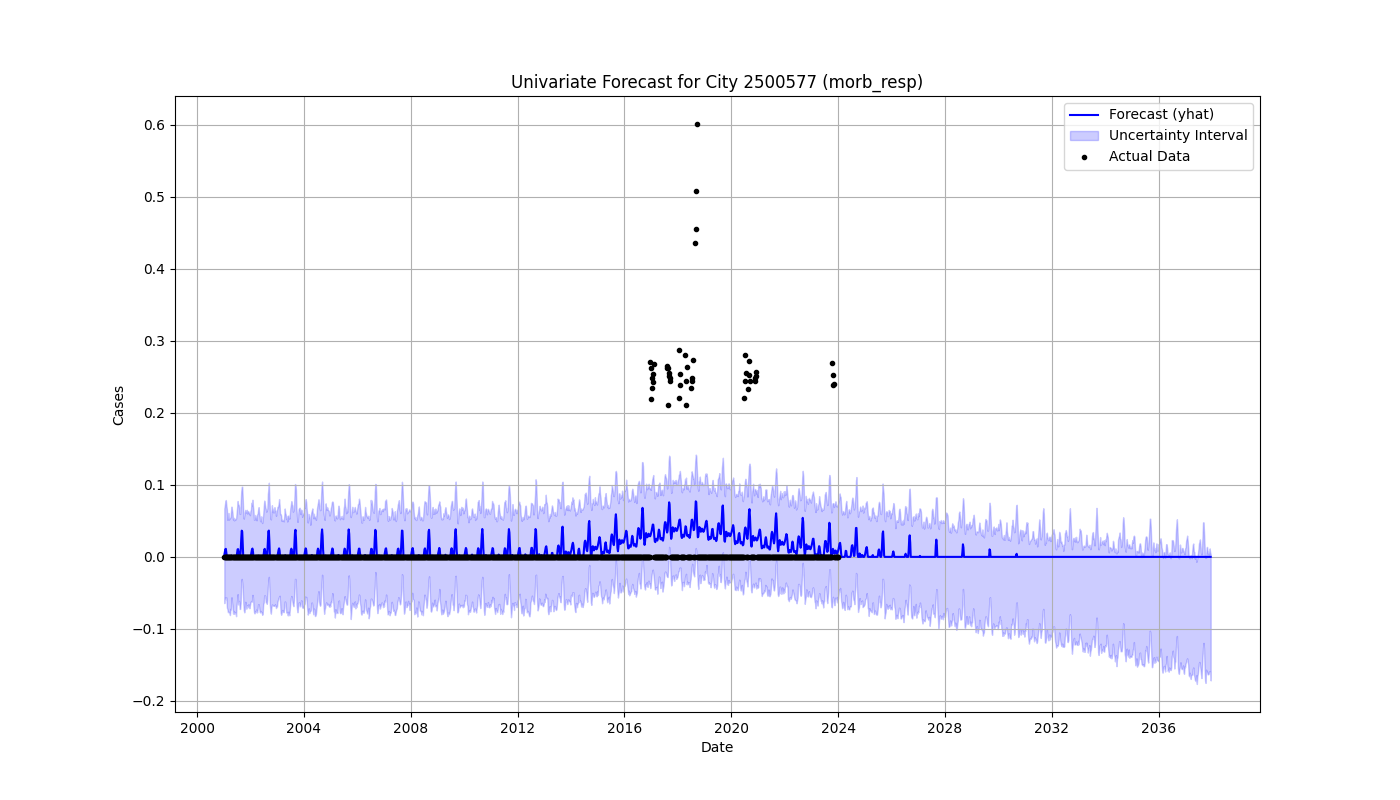 Univariate Forecast for City 2500577 (morb_resp)
Forecast (yhat)
Uncertainty Interval
Actual Data
Cases
0.6
0.5
0.4
0.3
0.2
0.1
0.0
−0.1
−0.2
2000 2004 2008 2012 2016 2020 2024 2028 2032 2036
Date